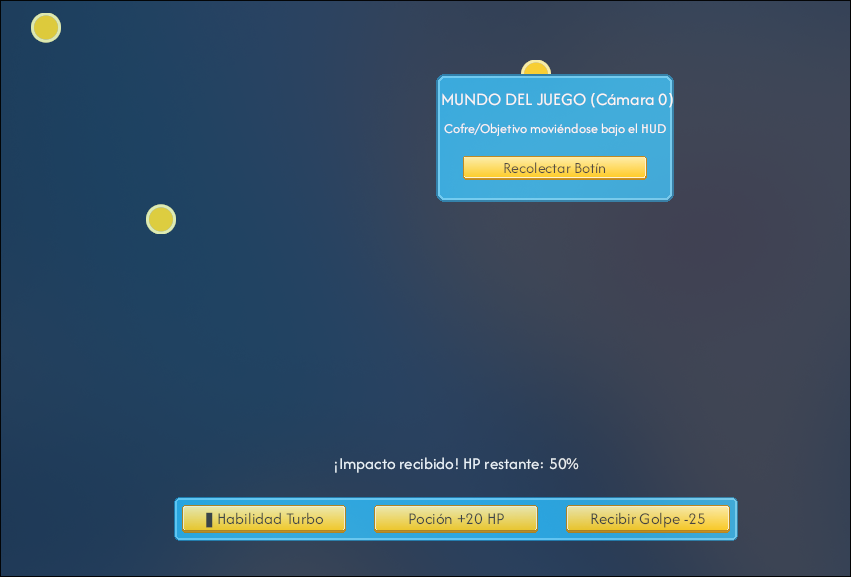 MUNDO DEL JUEGO (Cámara 0)
Cofre/Objetivo moviéndose bajo el HUD
Recolectar Botín
¡Impacto recibido! HP restante: 50%
Habilidad Turbo
Poción +20 HP
Recibir Golpe -25